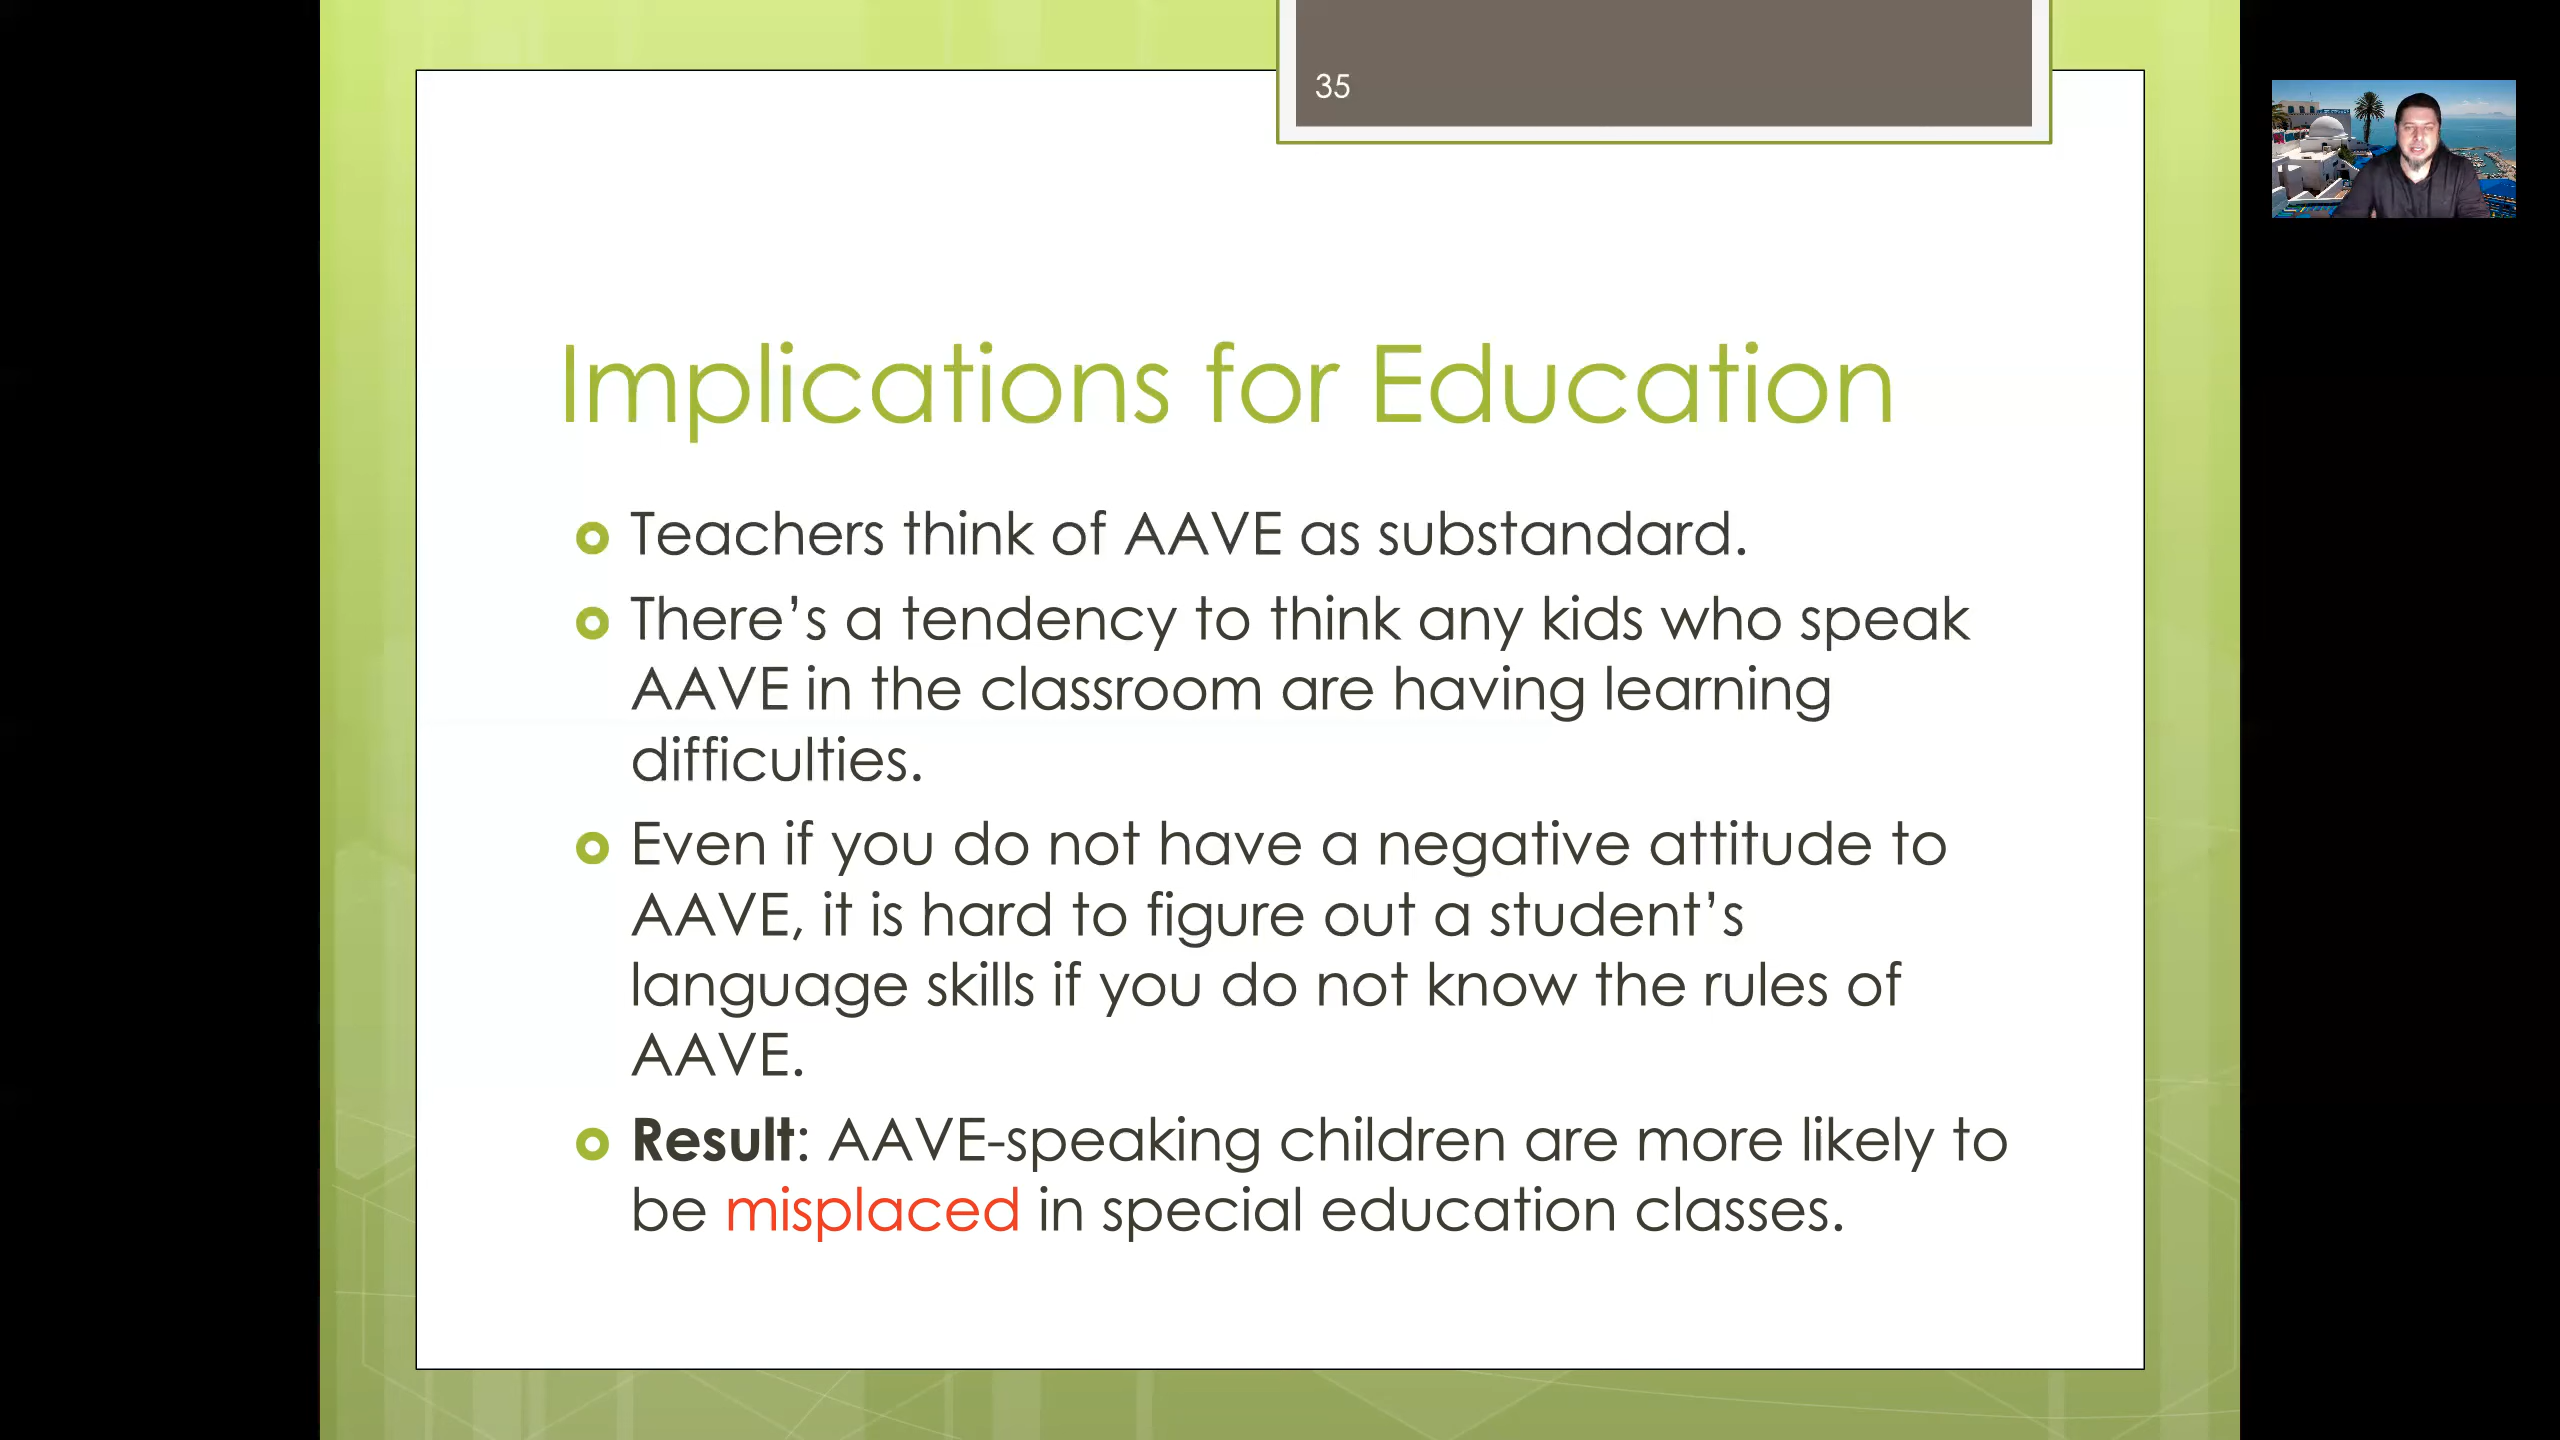 35
Implications for Education
Teachers think of AAVE as substandard.
There’s a tendency to think any kids who speak
AAVE in the classroom are having learning
difficulties.
Even if you do not have a negative attitude to
AAVE, it is hard to figure out a student’s
language skills if you do not know the rules of
AAVE.
Result: AAVE-speaking children are more likely to
be misplaced in special education classes.